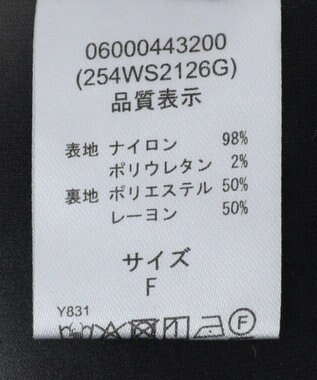 06000443200
(254WS2126G)
品質表示
表地 ナイロン 98%
ポリウレタン 2%
裏地 ポリエステル 50%
レーヨン 50%
サイズ
F
Y831
F